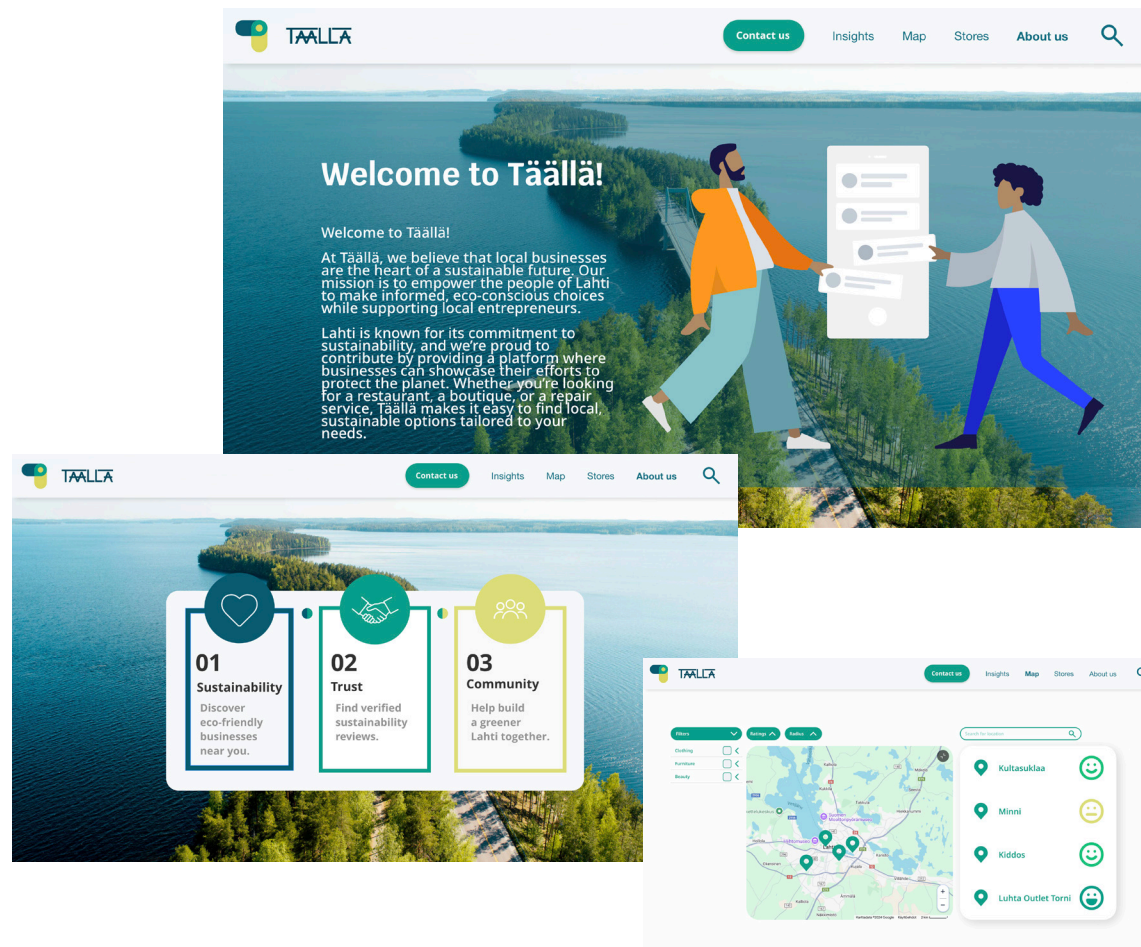 TÄÄLLÄ
Contact us
Insights
Map
Stores
About us
Welcome to Täällä!
Welcome to Täällä!
At Täällä, we believe that local businesses
are the heart of a sustainable future. Our
mission is to empower the people of Lahti
to make informed, eco-conscious choices
while supporting local entrepreneurs.
Lahti is known for its commitment to
sustainability, and we're proud to
contribute by providing a platform where
businesses can showcase their efforts to
protect the planet. Whether you're looking
for a restaurant, a boutique, or a repair
service, Täällä makes it easy to find local,
sustainable options tailored to your
needs.
TÄÄLLÄ
Contact us
Insights
Map
Stores
About us
01
Sustainability
Discover
eco-friendly
businesses
near you.
02
Trust
Find verified
sustainability
reviews.
03
Community
Help build
a greener
Lahti together.
TÄÄLLÄ
Contact us
Insights
Map
Stores
About us
Filters
Ratings
Radius
Search for location
Clothing
Furniture
Beauty
Kultasuklaa
Minni
Kiddos
Luhta Outlet Torni